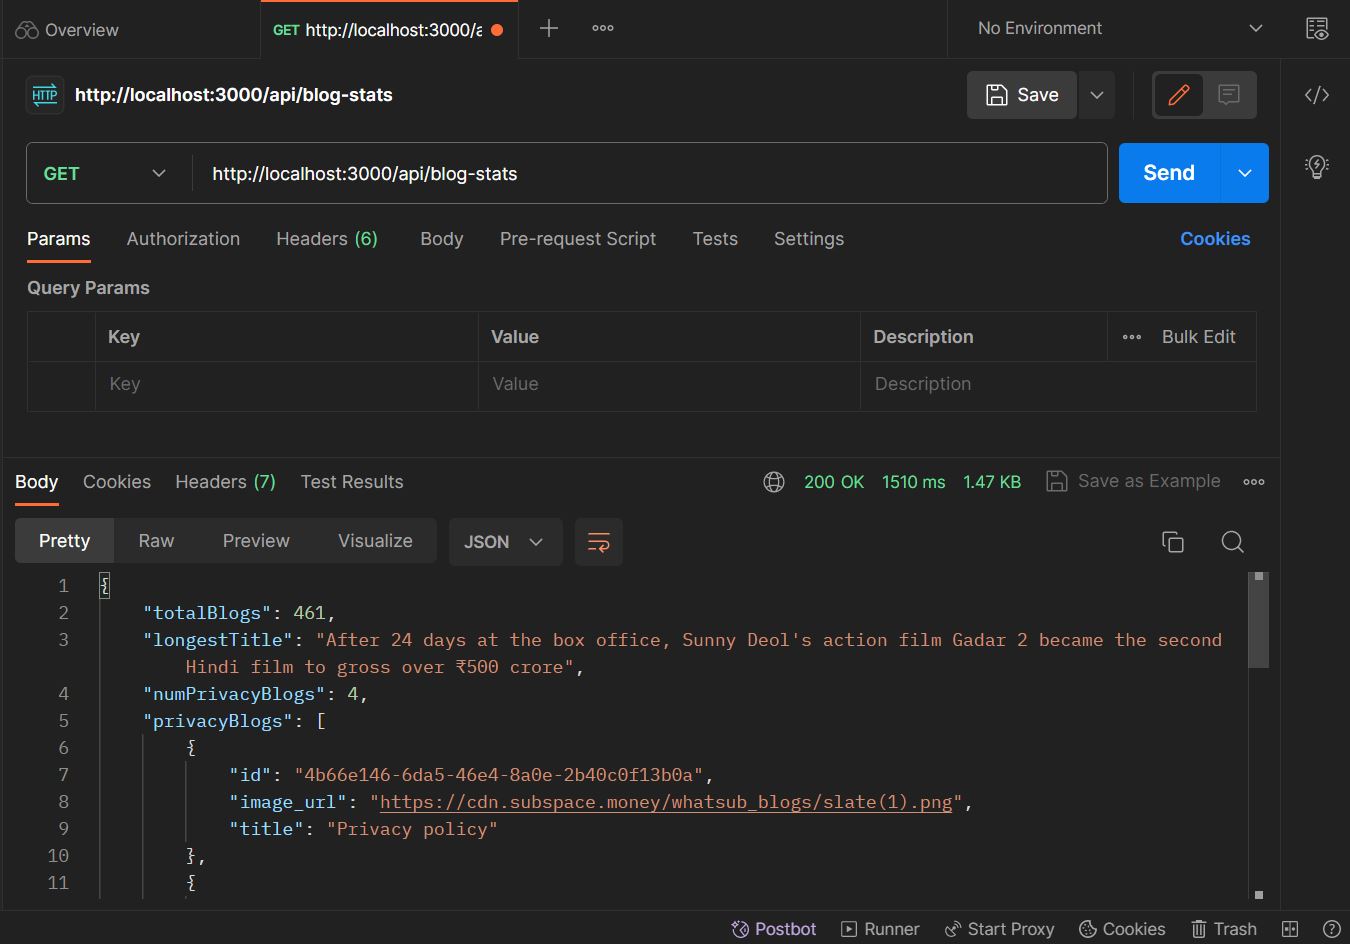 Overview
GET http://localhost:3000/a
No Environment
HTTP http://localhost:3000/api/blog-stats
Save
GET http://localhost:3000/api/blog-stats
Send
Params Authorization Headers (6) Body Pre-request Script Tests Settings Cookies
Query Params
Key Value Description Bulk Edit
Key Value Description
Body Cookies Headers (7) Test Results 200 OK 1510 ms 1.47 KB Save as Example
Pretty Raw Preview Visualize JSON
1 {
2 "totalBlogs": 461,
3 "longestTitle": "After 24 days at the box office, Sunny Deol's action film Gadar 2 became the second
Hindi film to gross over ₹500 crore",
4 "numPrivacyBlogs": 4,
5 "privacyBlogs": [
6 {
7 "id": "4b66e146-6da5-46e4-8a0e-2b40c0f13b0a",
8 "image_url": "https://cdn.subspace.money/whatsub_blogs/slate(1).png",
9 "title": "Privacy policy"
10 },
11 {
Postbot Runner Start Proxy Cookies Trash